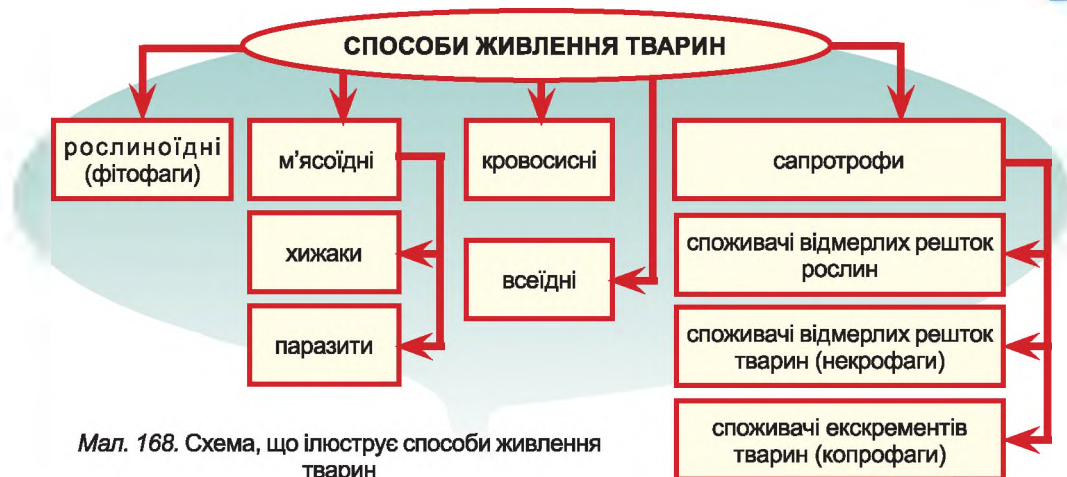 СПОСОБИ ЖИВЛЕННЯ ТВАРИН
рослиноїдні
(фітофаги)
м’ясоїдні
хижаки
паразити
кровосисні
всеїдні
сапротрофи
споживачі відмерлих решток
рослин
споживачі відмерлих решток
тварин (некрофаги)
споживачі екскрементів
тварин (копрофаги)
Мал. 168. Схема, що ілюструє способи живлення
тварин